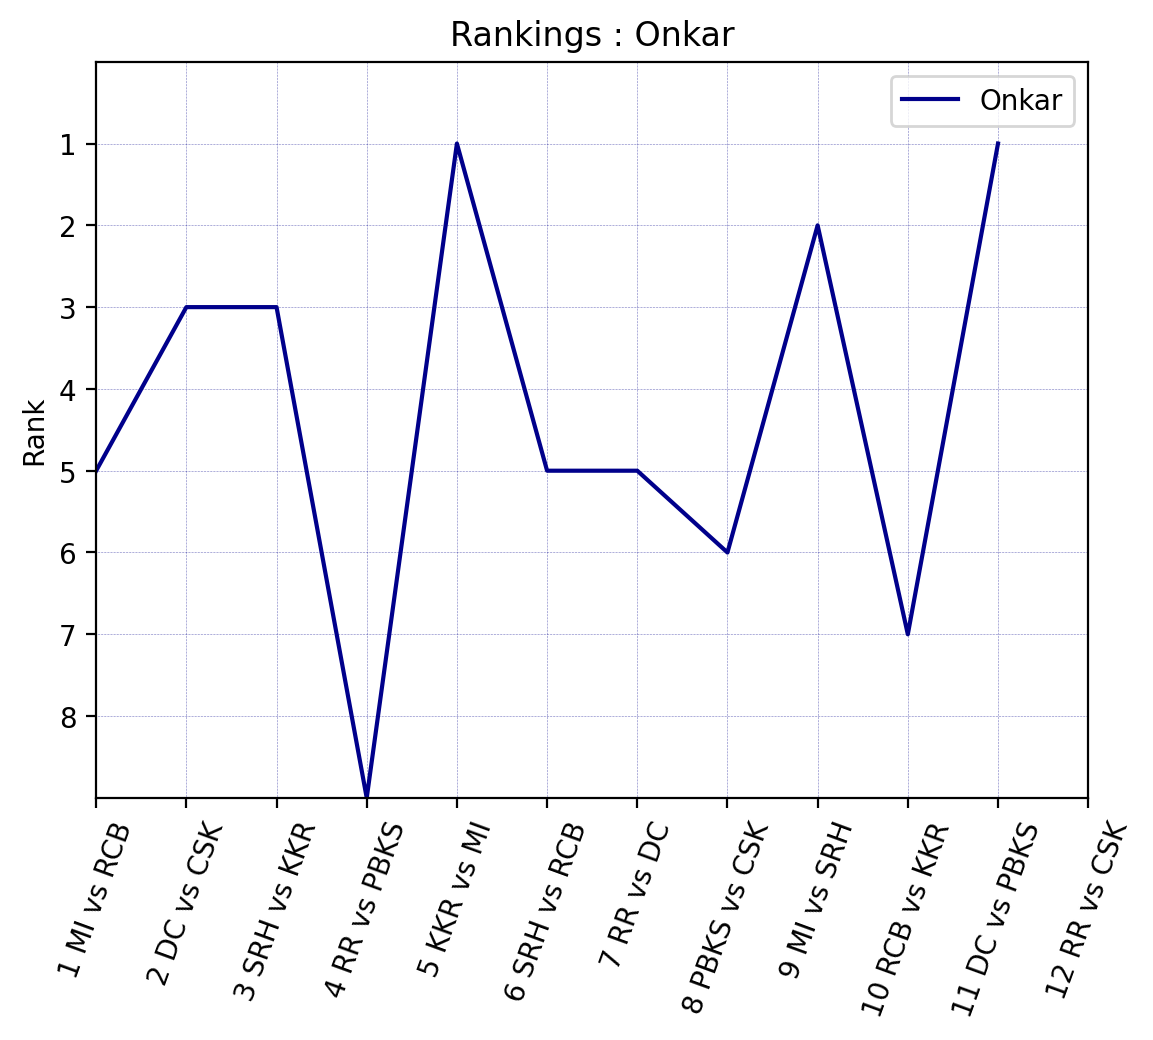 Rankings : Onkar
Onkar
Rank
1
2
3
4
5
6
7
8
1 MI vs RCB
2 DC vs CSK
3 SRH vs KKR
4 RR vs PBKS
5 KKR vs MI
6 SRH vs RCB
7 RR vs DC
8 PBKS vs CSK
9 MI vs SRH
10 RCB vs KKR
11 DC vs PBKS
12 RR vs CSK